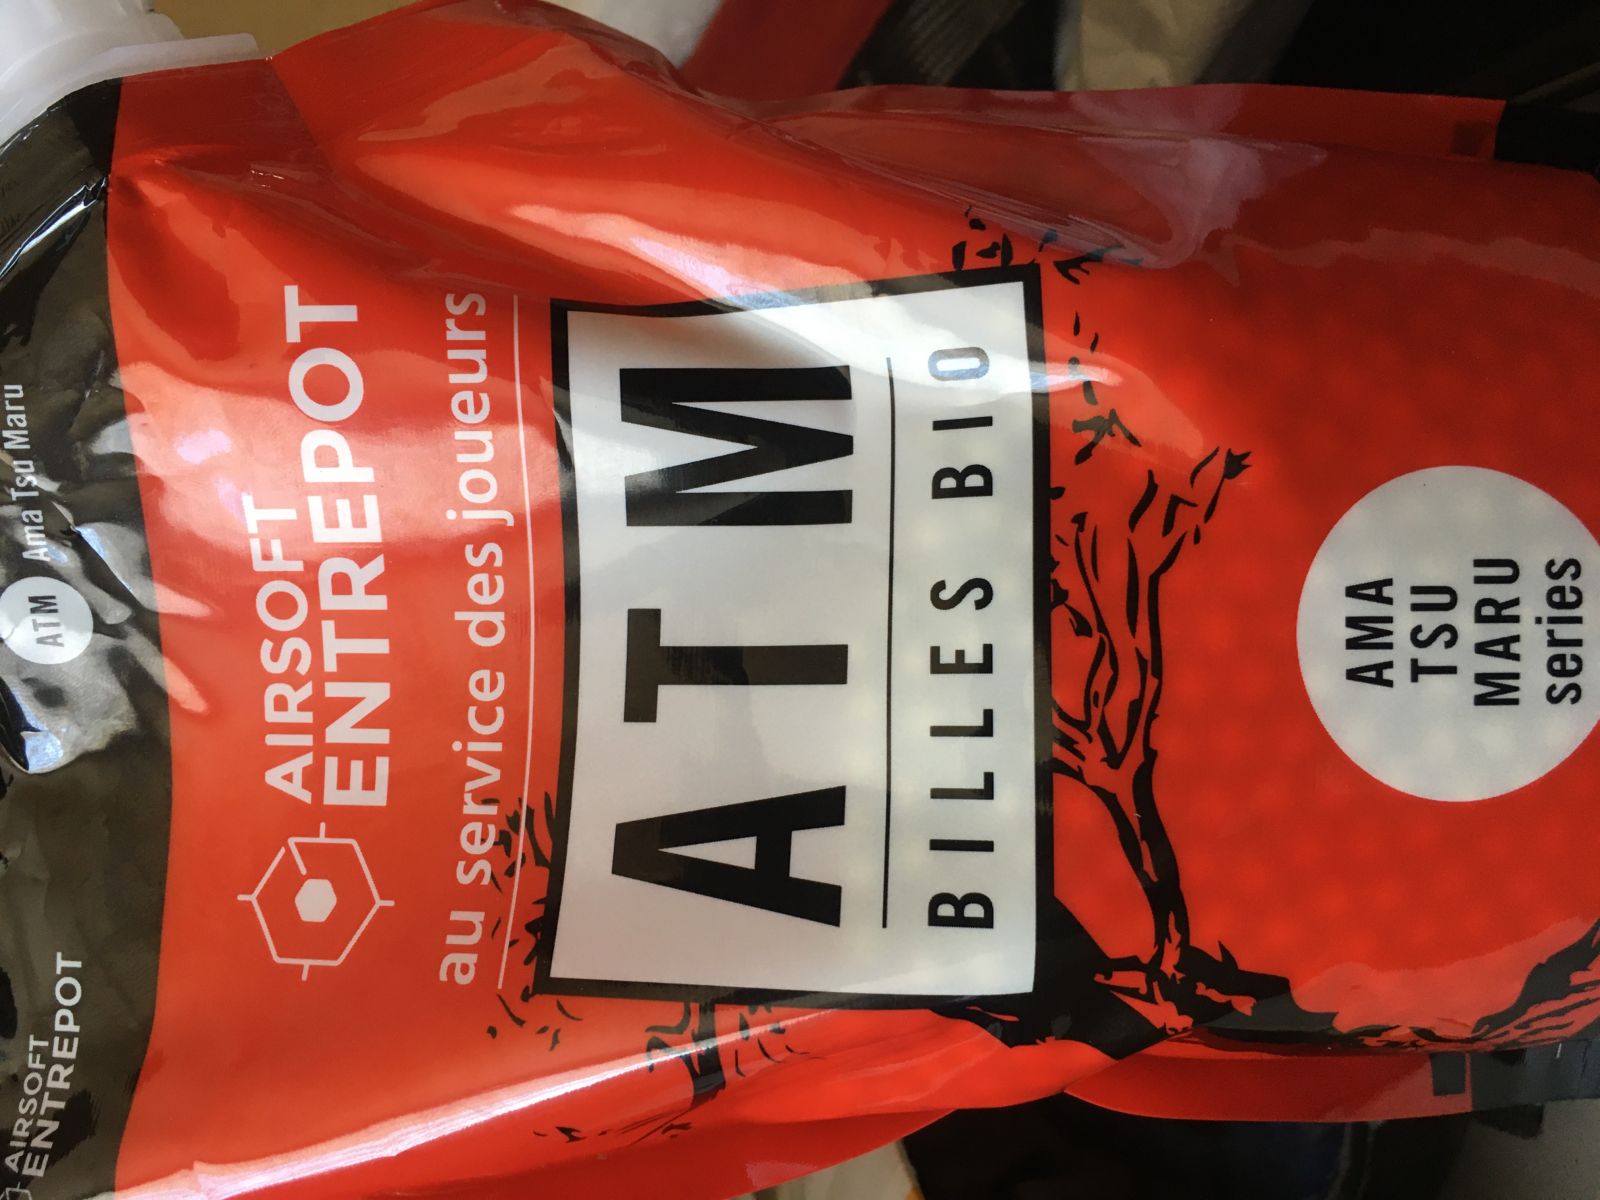 AIRSOFT
ENTREPOT
ATM
Ama Tsu Maru
AIRSOFT
ENTREPOT
au service des joueurs
ATM
BILLES BIO
AMA
TSU
MARU
series